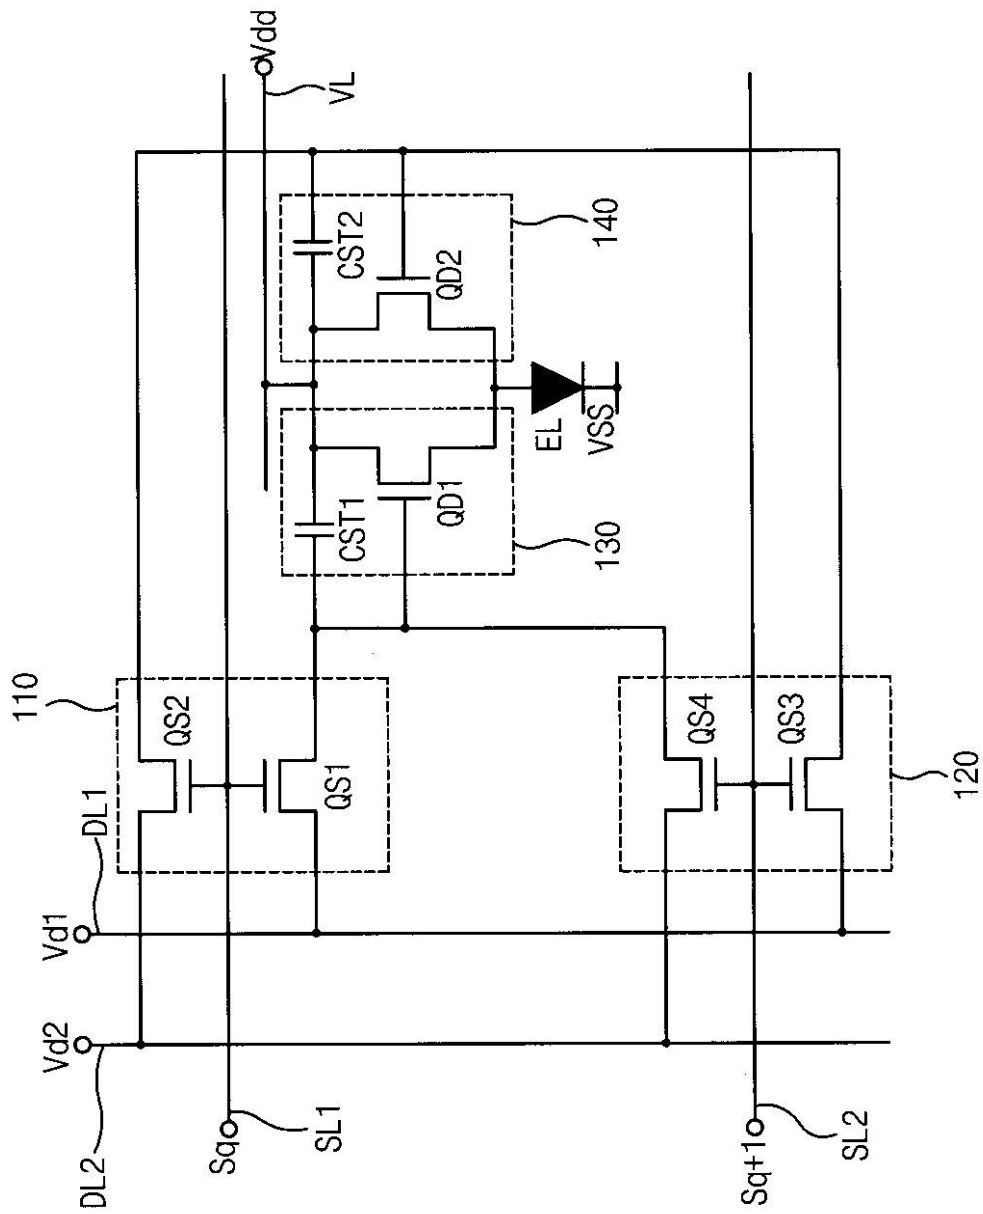 110
Vd2
Vd1
DL2
DL1
QS2
Sq
Vdd
SL1
QS1
VL
CST1
CST2
QD1
QD2
EL
130
VSS
140
QS4
Sq+1
QS3
SL2
120